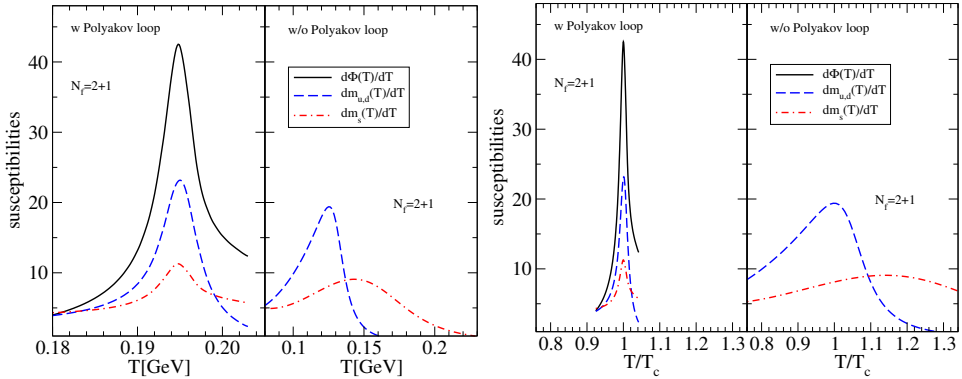 w Polyakov loop
w/o Polyakov loop
N_f=2+1
dΦ(T)/dT
dm_{u,d}(T)/dT
dm_s(T)/dT
N_f=2+1
susceptibilities
40
30
20
10
0.18
0.19
0.20
0.1
0.2
T[GeV]
T[GeV]
w Polyakov loop
w/o Polyakov loop
N_f=2+1
dΦ(T)/dT
dm_{u,d}(T)/dT
dm_s(T)/dT
N_f=2+1
susceptibilities
40
30
20
10
0.8
0.9
1
1.1
1.2
1.3
0.8
0.9
1
1.1
1.2
1.3
T/T_c
T/T_c